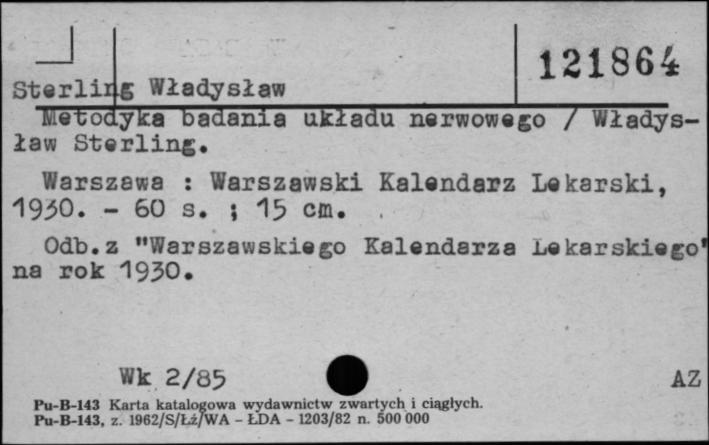 121864
Sterling Władysław
Metodyka badania układu nerwowego / Władys-
ław Sterling.
Warszawa : Warszawski Kalendarz Lekarski,
1930. - 60 s. ; 15 cm.
Odb.z "Warszawskiego Kalendarza Lekarskiego"
na rok 1930.
Wk 2/85
AZ
Pu-B-143 Karta katalogowa wydawnictw zwartych i ciągłych.
Pu-B-143, z. 1962/S/Łź/WA - ŁDA - 1203/82 n. 500 000